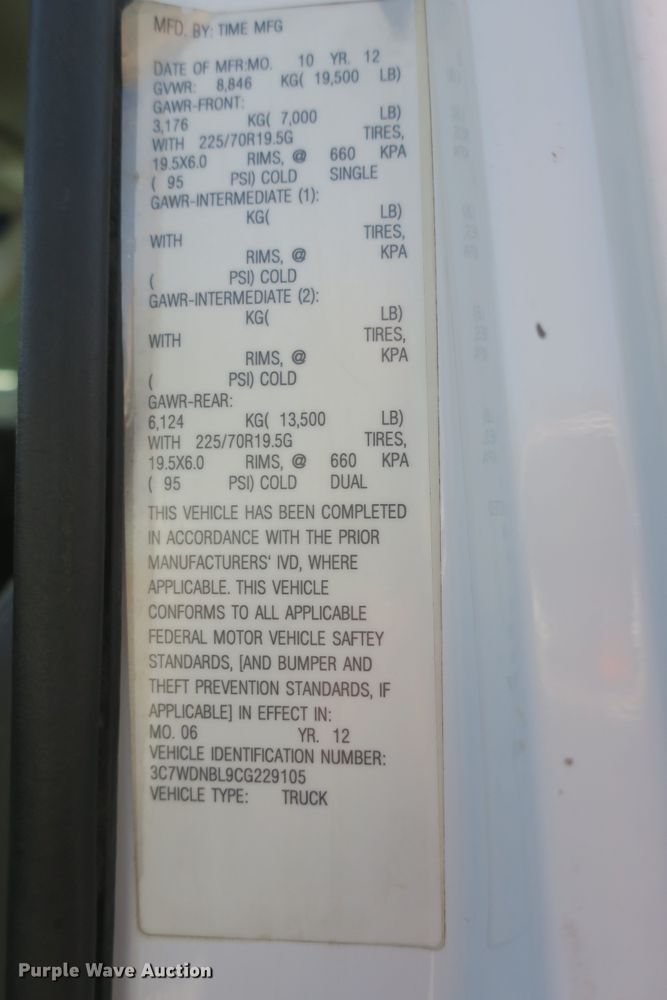 MFD. BY: TIME MFG
DATE OF MFR:MO. 10 YR. 12
GVWR: 8,846 KG( 19,500 LB)
GAWR-FRONT:
3,176 KG( 7,000 LB)
WITH 225/70R19.5G TIRES,
19.5X6.0 RIMS, @ 660 KPA
( 95 PSI) COLD SINGLE
GAWR-INTERMEDIATE (1):
KG( LB)
WITH TIRES,
RIMS, @ KPA
( PSI) COLD
GAWR-INTERMEDIATE (2):
KG( LB)
WITH TIRES,
RIMS, @ KPA
( PSI) COLD
GAWR-REAR:
6,124 KG( 13,500 LB)
WITH 225/70R19.5G TIRES,
19.5X6.0 RIMS, @ 660 KPA
( 95 PSI) COLD DUAL
THIS VEHICLE HAS BEEN COMPLETED
IN ACCORDANCE WITH THE PRIOR
MANUFACTURERS' IVD, WHERE
APPLICABLE. THIS VEHICLE
CONFORMS TO ALL APPLICABLE
FEDERAL MOTOR VEHICLE SAFTEY
STANDARDS, [AND BUMPER AND
THEFT PREVENTION STANDARDS, IF
APPLICABLE] IN EFFECT IN:
MO. 06 YR. 12
VEHICLE IDENTIFICATION NUMBER:
3C7WDNBL9CG229105
VEHICLE TYPE: TRUCK
Purple Wave Auction